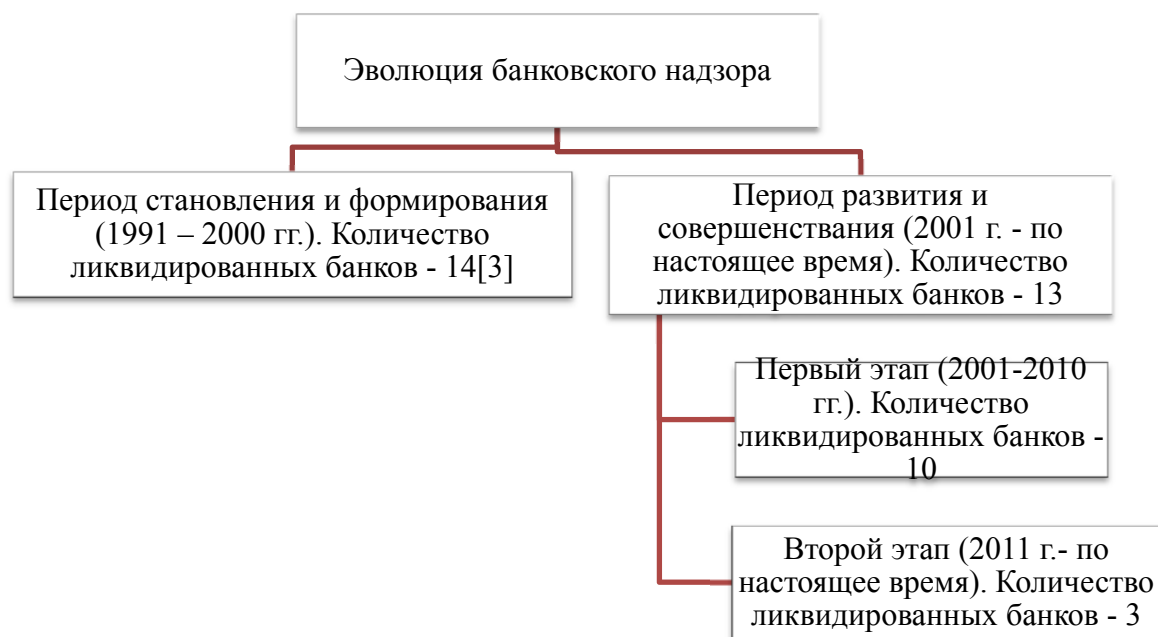 Эволюция банковского надзора
Период становления и формирования
(1991 – 2000 гг.). Количество
ликвидированных банков - 14[3]
Период развития и
совершенствания (2001 г. - по
настоящее время). Количество
ликвидированных банков - 13
Первый этап (2001-2010
гг.). Количество
ликвидированных банков -
10
Второй этап (2011 г.- по
настоящее время). Количество
ликвидированных банков - 3